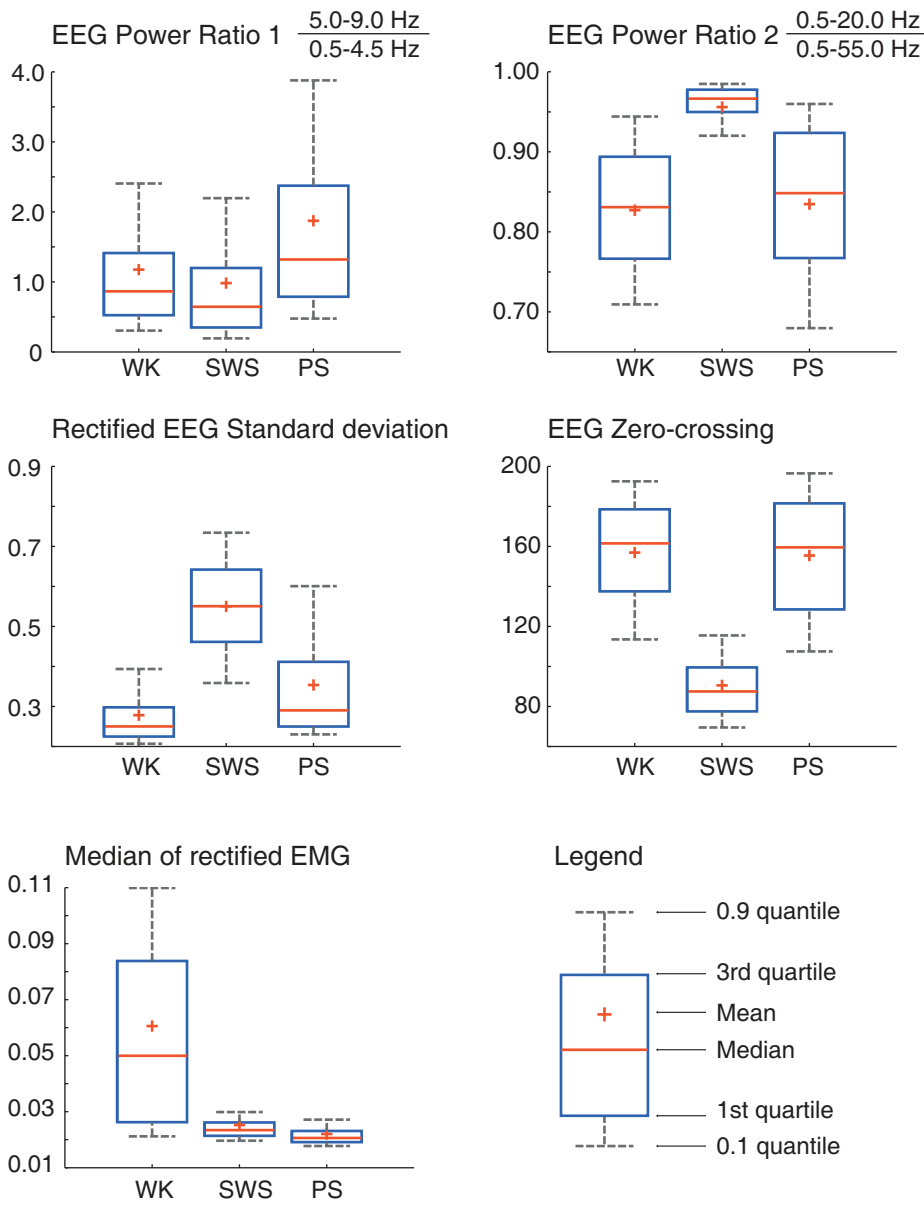 EEG Power Ratio 1 5.0-9.0 Hz
0.5-4.5 Hz
4.0
3.0
2.0
1.0
0
WK SWS PS
EEG Power Ratio 2 0.5-20.0 Hz
0.5-55.0 Hz
1.00
0.90
0.80
0.70
WK SWS PS
Rectified EEG Standard deviation
0.9
0.7
0.5
0.3
WK SWS PS
EEG Zero-crossing
200
160
120
80
WK SWS PS
Median of rectified EMG
0.11
0.09
0.07
0.05
0.03
0.01
WK SWS PS
Legend
0.9 quantile
3rd quartile
Mean
Median
1st quartile
0.1 quantile